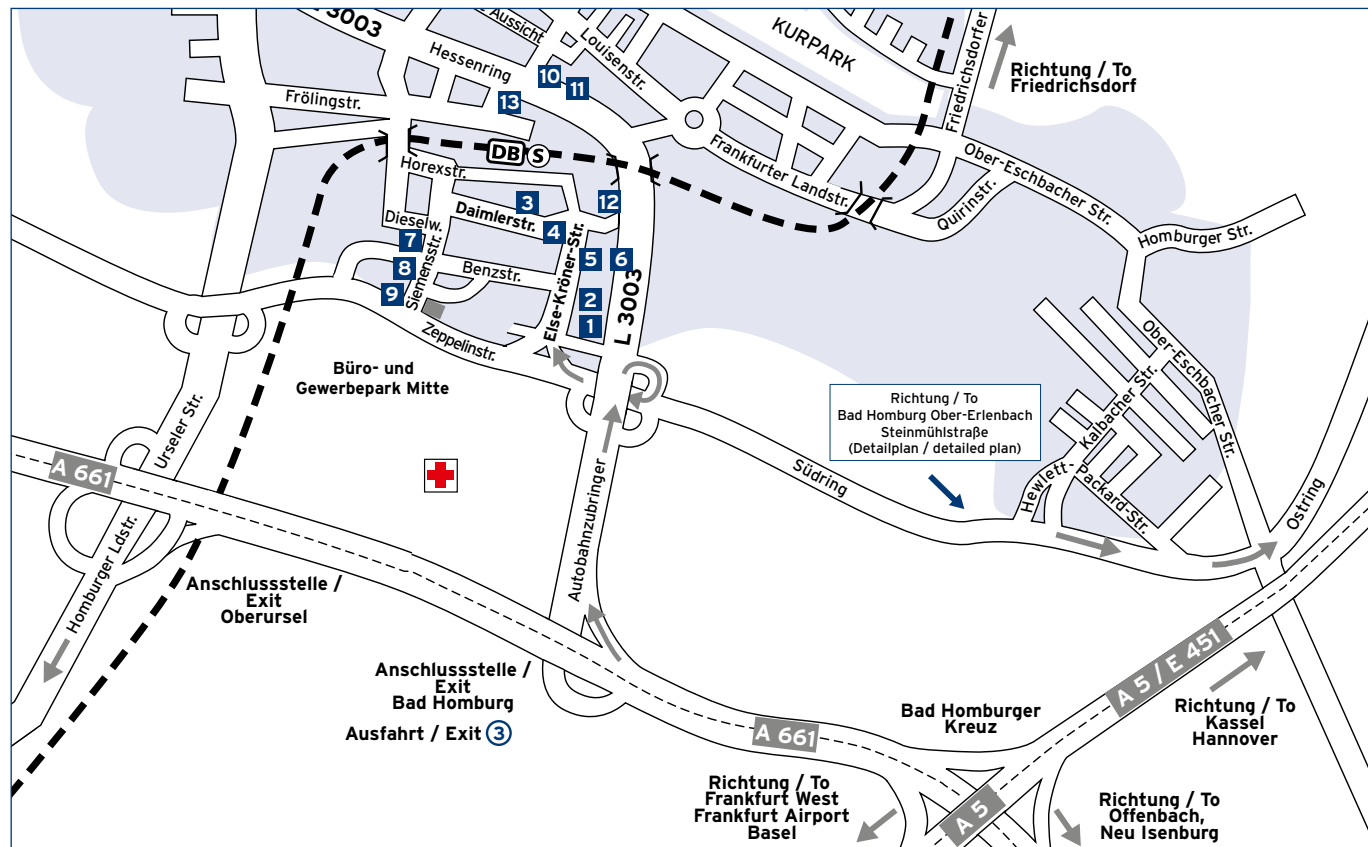 L 3003
Aussicht
Louisenstr.
KURPARK
Friedrichsdorfer
Richtung / To
Friedrichsdorf
Hessenring
10
11
13
Frölingstr.
DB
S
Horexstr.
Frankfurter Landstr.
Ober-Eschbacher Str.
Quirinstr.
Homburger Str.
3
12
Daimlerstr.
4
Dieselw.
7
8
9
Siemensstr.
Benzstr.
Else-Kröner-Str.
5
6
2
1
L 3003
Zeppelinstr.
Büro- und
Gewerbepark Mitte
Richtung / To
Bad Homburg Ober-Erlenbach
Steinmühlstraße
(Detailplan / detailed plan)
Kalbacher Str.
Ober-Eschbacher Str.
Urseler Str.
A 661
Südring
Hewlett-Packard-Str.
Ostring
Homburger Ldstr.
Autobahnzubringer
Anschlussstelle /
Exit
Oberursel
Anschlussstelle /
Exit
Bad Homburg
Ausfahrt / Exit 3
A 661
Bad Homburger
Kreuz
A 5 / E 451
Richtung / To
Kassel
Hannover
Richtung / To
Frankfurt West
Frankfurt Airport
Basel
A 5
Richtung / To
Offenbach,
Neu Isenburg